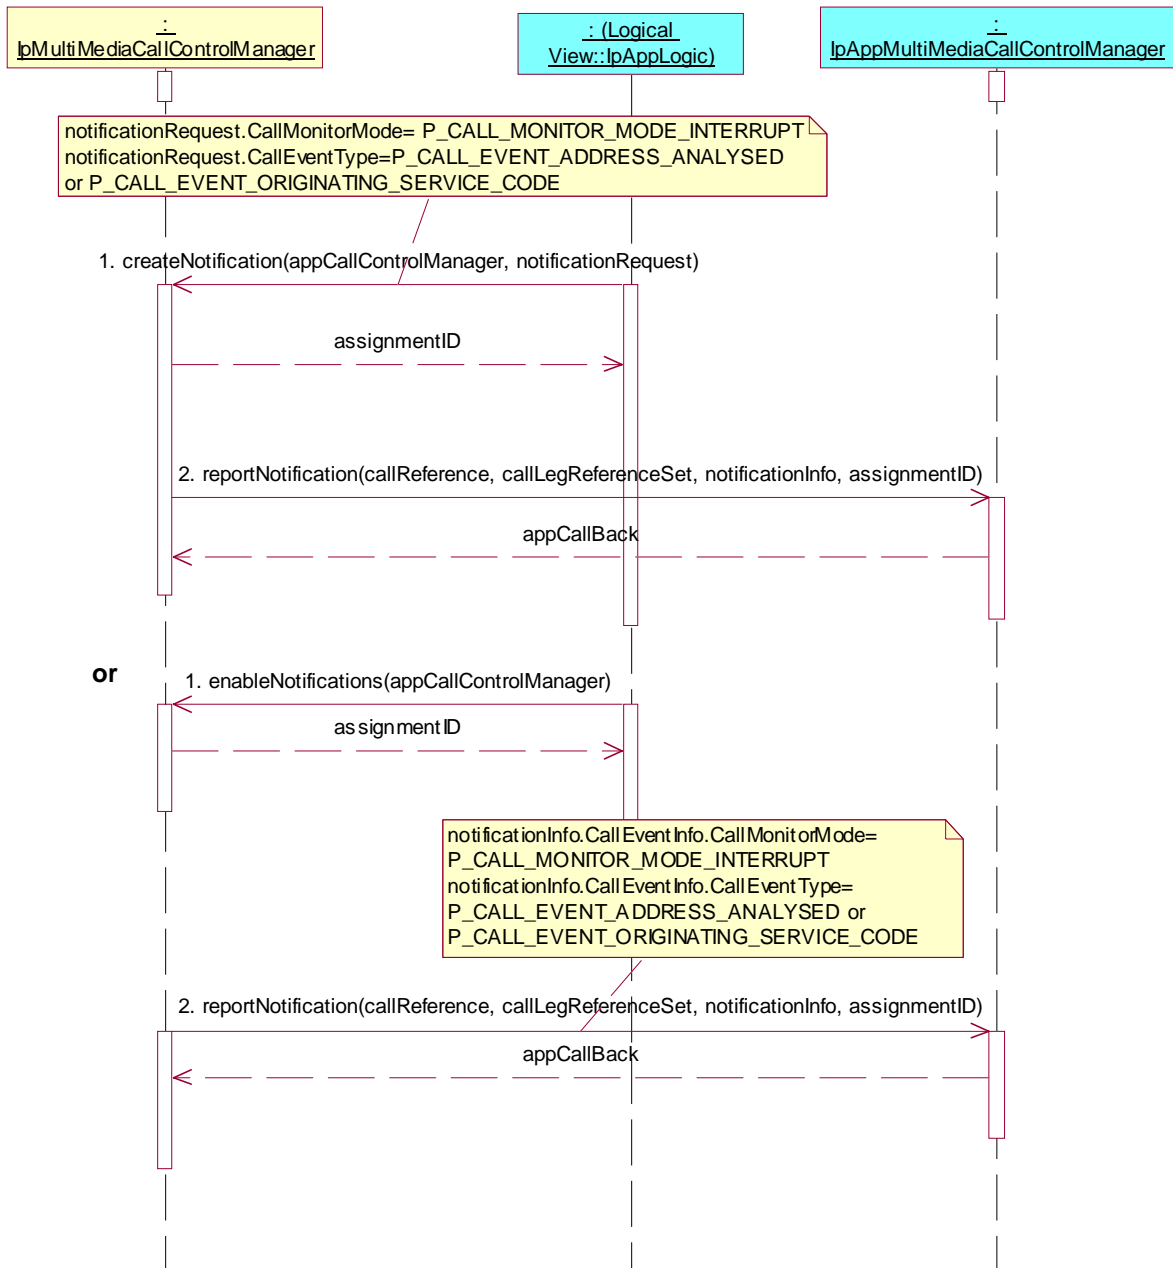 :
IpMultiMediaCallControlManager
: (Logical
View::IpAppLogic)
:
IpAppMultiMediaCallControlManager
notificationRequest.CallMonitorMode= P_CALL_MONITOR_MODE_INTERRUPT
notificationRequest.CallEventType=P_CALL_EVENT_ADDRESS_ANALYSED
or P_CALL_EVENT_ORIGINATING_SERVICE_CODE
1. createNotification(appCallControlManager, notificationRequest)
assignmentID
2. reportNotification(callReference, callLegReferenceSet, notificationInfo, assignmentID)
appCallBack
or
1. enableNotifications(appCallControlManager)
assignmentID
notificationInfo.CallEventInfo.CallMonitorMode=
P_CALL_MONITOR_MODE_INTERRUPT
notificationInfo.CallEventInfo.CallEventType=
P_CALL_EVENT_ADDRESS_ANALYSED or
P_CALL_EVENT_ORIGINATING_SERVICE_CODE
2. reportNotification(callReference, callLegReferenceSet, notificationInfo, assignmentID)
appCallBack